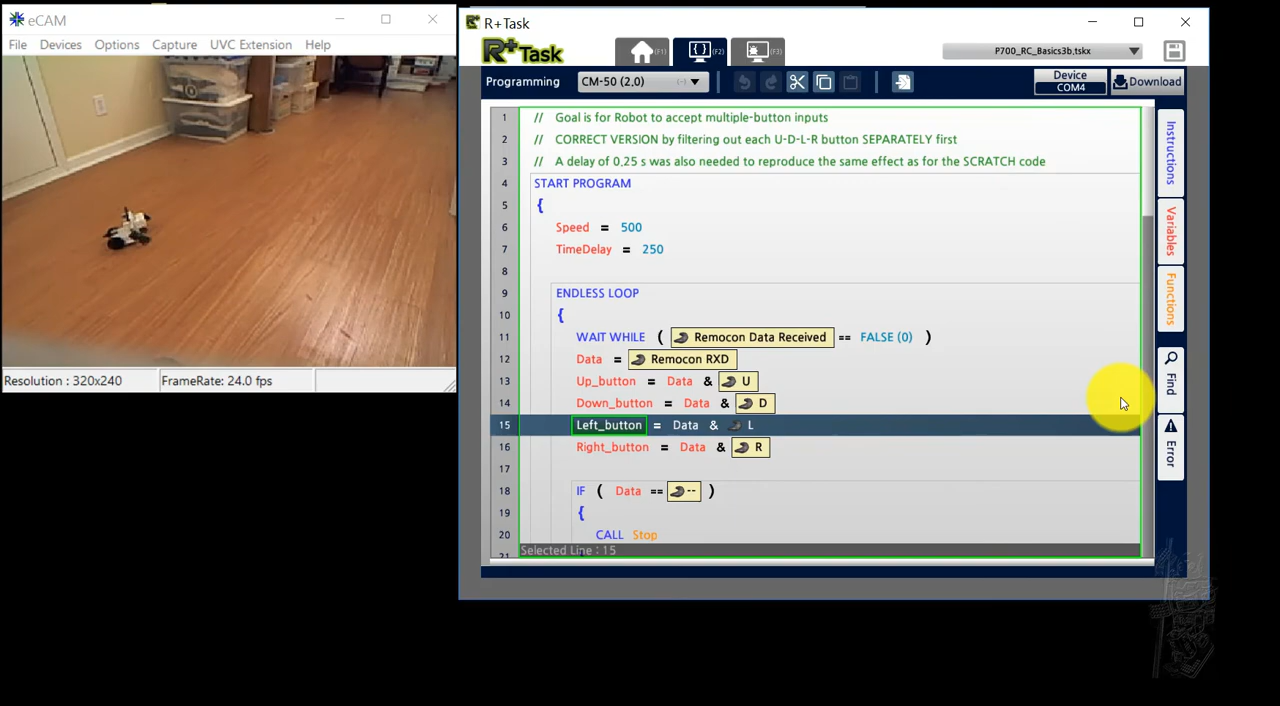 eCAM
File Devices Options Capture UVC Extension Help
Resolution : 320x240 FrameRate: 24.0 fps
R+Task
R+Task (F1) (F2) (F3) P700_RC_Basics3b.tskx
Programming CM-50 (2.0) Device COM4 Download
1 // Goal is for Robot to accept multiple-button inputs
2 // CORRECT VERSION by filtering out each U-D-L-R button SEPARATELY first
3 // A delay of 0.25 s was also needed to reproduce the same effect as for the SCRATCH code
4 START PROGRAM
5 {
6 Speed = 500
7 TimeDelay = 250
8
9 ENDLESS LOOP
10 {
11 WAIT WHILE ( Remocon Data Received == FALSE (0) )
12 Data = Remocon RXD
13 Up_button = Data & U
14 Down_button = Data & D
15 Left_button = Data & L
16 Right_button = Data & R
17
18 IF ( Data == -- )
19 {
20 CALL Stop
21
Selected Line : 15
Instructions
Variables
Functions
Find
Error